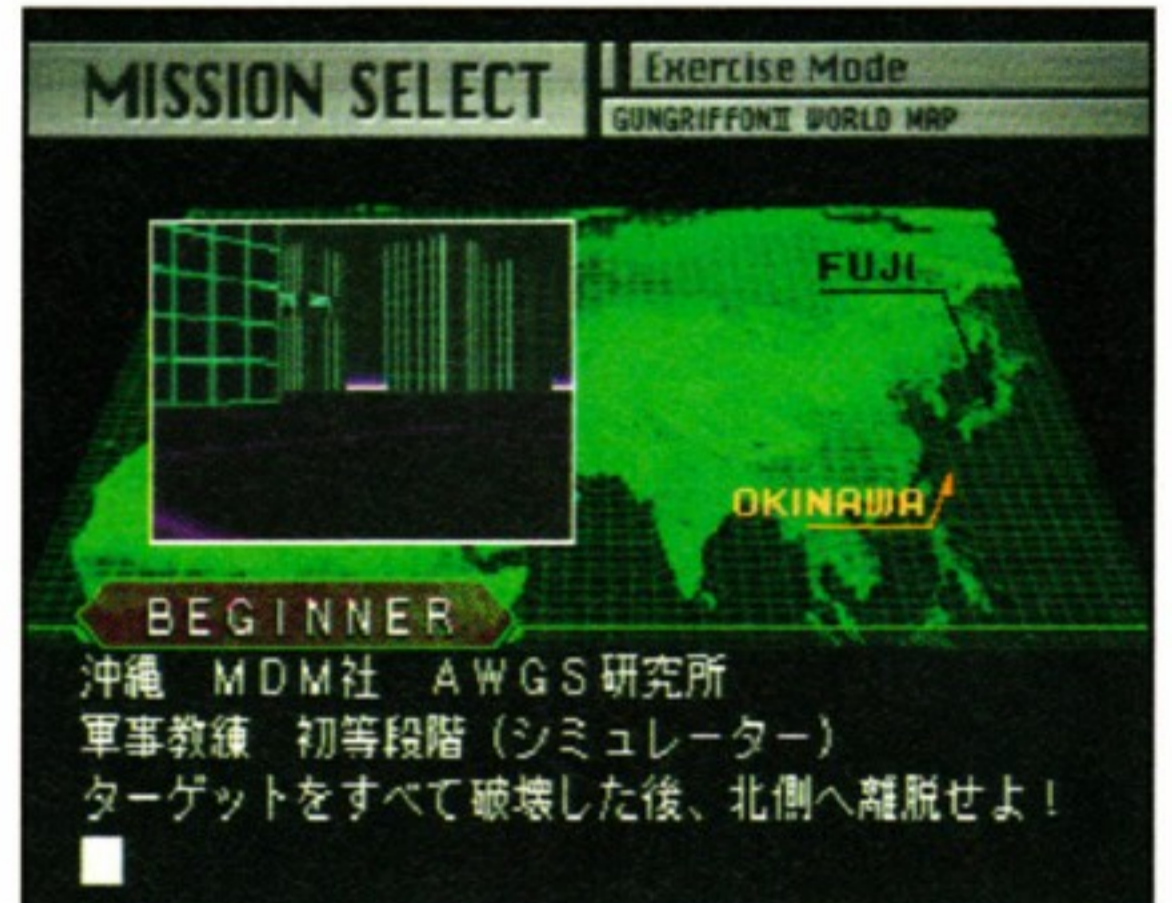 MISSION SELECT
Exercise Mode
GUNGRIFFONⅡ WORLD MAP
FUJI
OKINAWA
BEGINNER
沖縄　MDM社　AWGS研究所
軍事教練　初等段階（シミュレーター）
ターゲットをすべて破壊した後、北側へ離脱せよ！